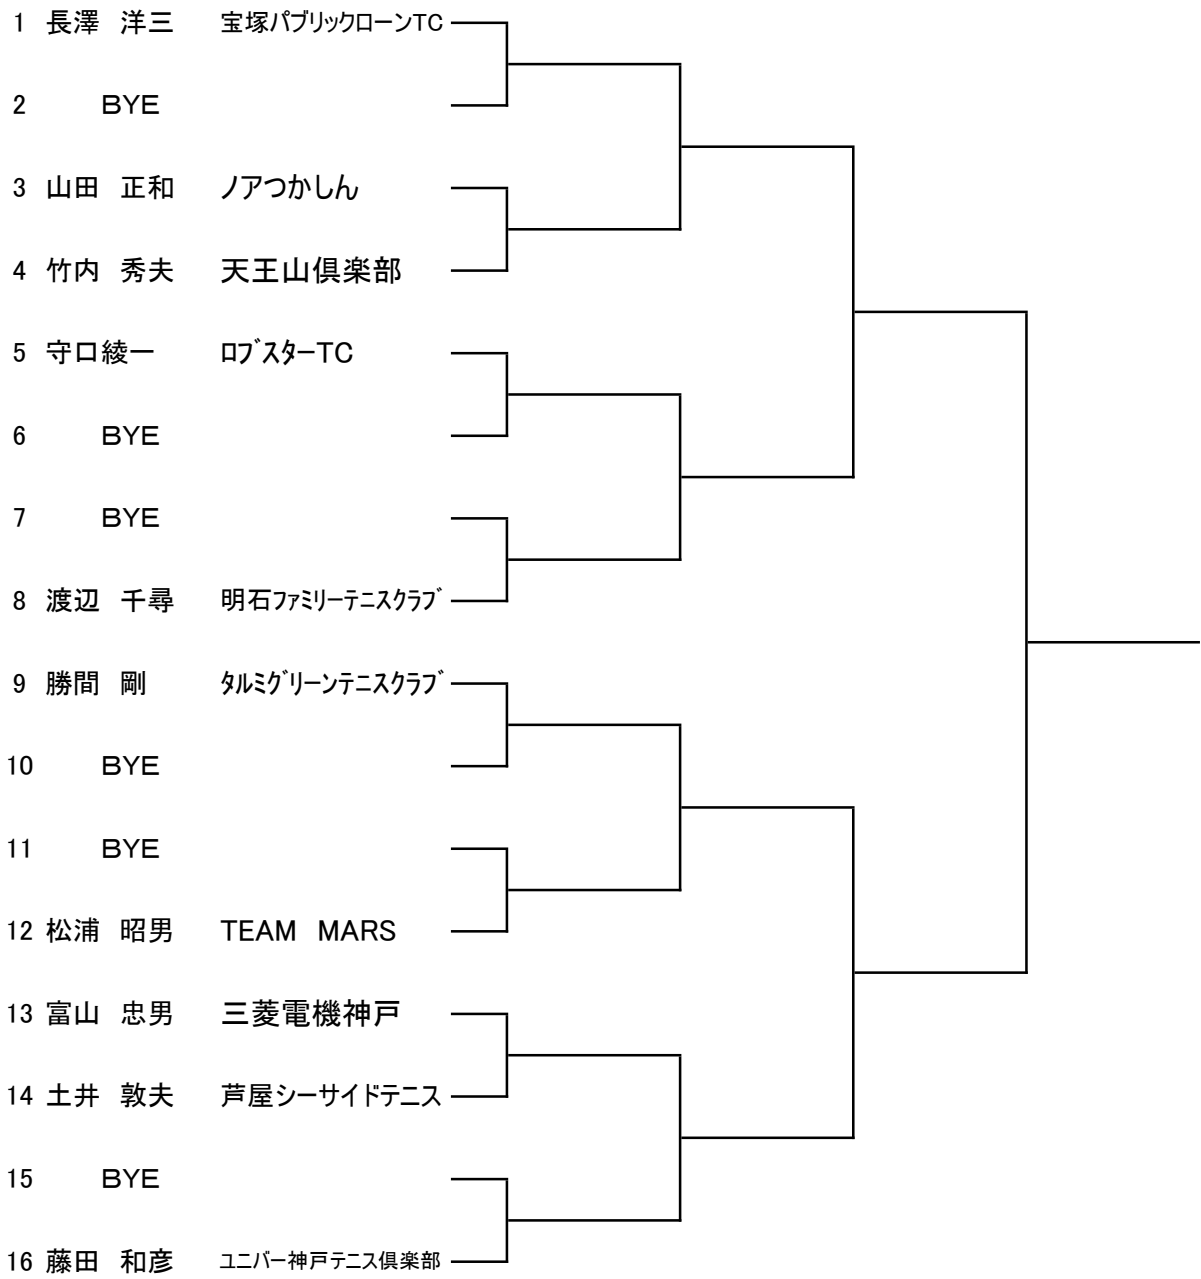 1 長澤 洋三 宝塚パブリックローンTC
2 BYE
3 山田 正和 ノアつかしん
4 竹内 秀夫 天王山倶楽部
5 守口綾一 ロブスターTC
6 BYE
7 BYE
8 渡辺 千尋 明石ファミリーテニスクラブ
9 勝間 剛 タルミグリーンテニスクラブ
10 BYE
11 BYE
12 松浦 昭男 TEAM MARS
13 富山 忠男 三菱電機神戸
14 土井 敦夫 芦屋シーサイドテニス
15 BYE
16 藤田 和彦 ユニバー神戸テニス倶楽部